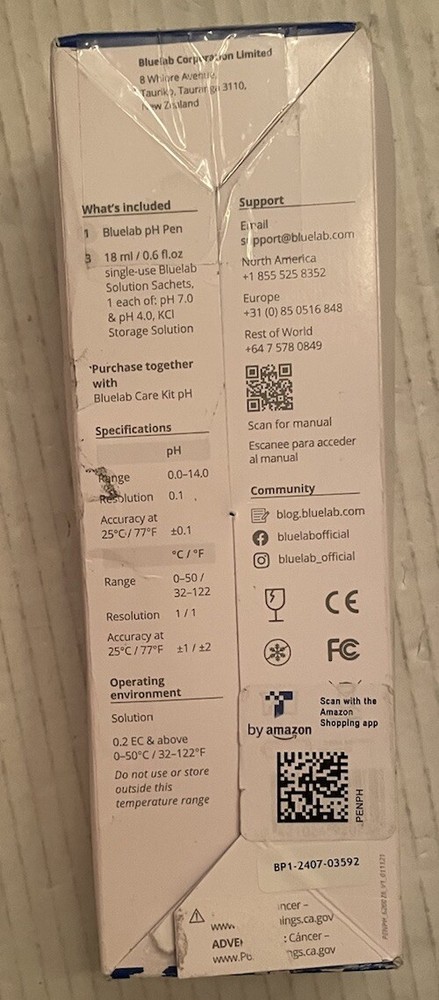 Bluelab Corporation Limited
8 Whiore Avenue,
Tauriko, Tauranga 3110,
New Zealand
What's included
1 Bluelab pH Pen
3 18 ml / 0.6 fl.oz
single-use Bluelab
Solution Sachets,
1 each of: pH 7.0
& pH 4.0, KCl
Storage Solution
*Purchase together
with
Bluelab Care Kit pH
Specifications
pH
Range 0.0–14.0
Resolution 0.1
Accuracy at
25°C / 77°F ±0.1
°C / °F
Range 0–50 /
32–122
Resolution 1 / 1
Accuracy at
25°C / 77°F ±1 / ±2
Operating
environment
Solution
0.2 EC & above
0–50°C / 32–122°F
Do not use or store
outside this
temperature range
Support
Email
support@bluelab.com
North America
+1 855 525 8352
Europe
+31 (0) 85 0516 848
Rest of World
+64 7 578 0849
Scan for manual
Escanee para acceder
al manual
Community
blog.bluelab.com
bluelabofficial
bluelab_official
CE
FC
by amazon
Scan with the
Amazon
Shopping app
PENPH
BP1-2407-03592
ncer –
www. ings.ca.gov
ADVE : Cáncer –
www.P6 ngs.ca.gov